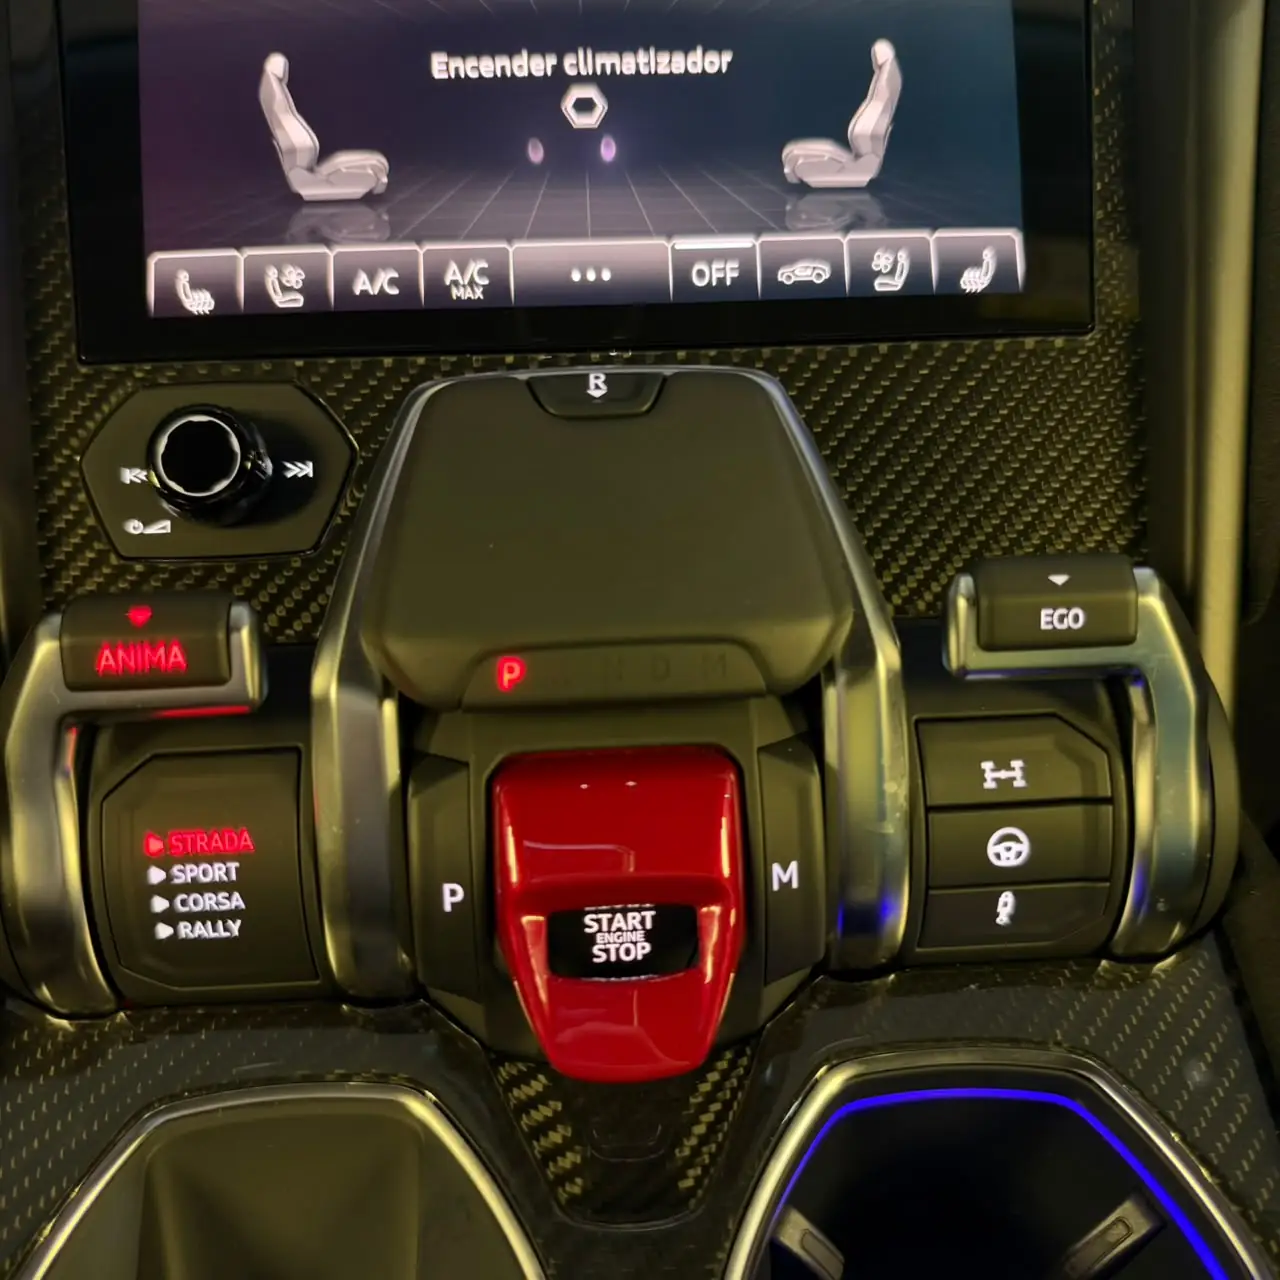 Encender climatizador
A/C
A/C
MAX
OFF
R
ANIMA
EGO
P N D M
STRADA
SPORT
CORSA
RALLY
P
START
ENGINE
STOP
M